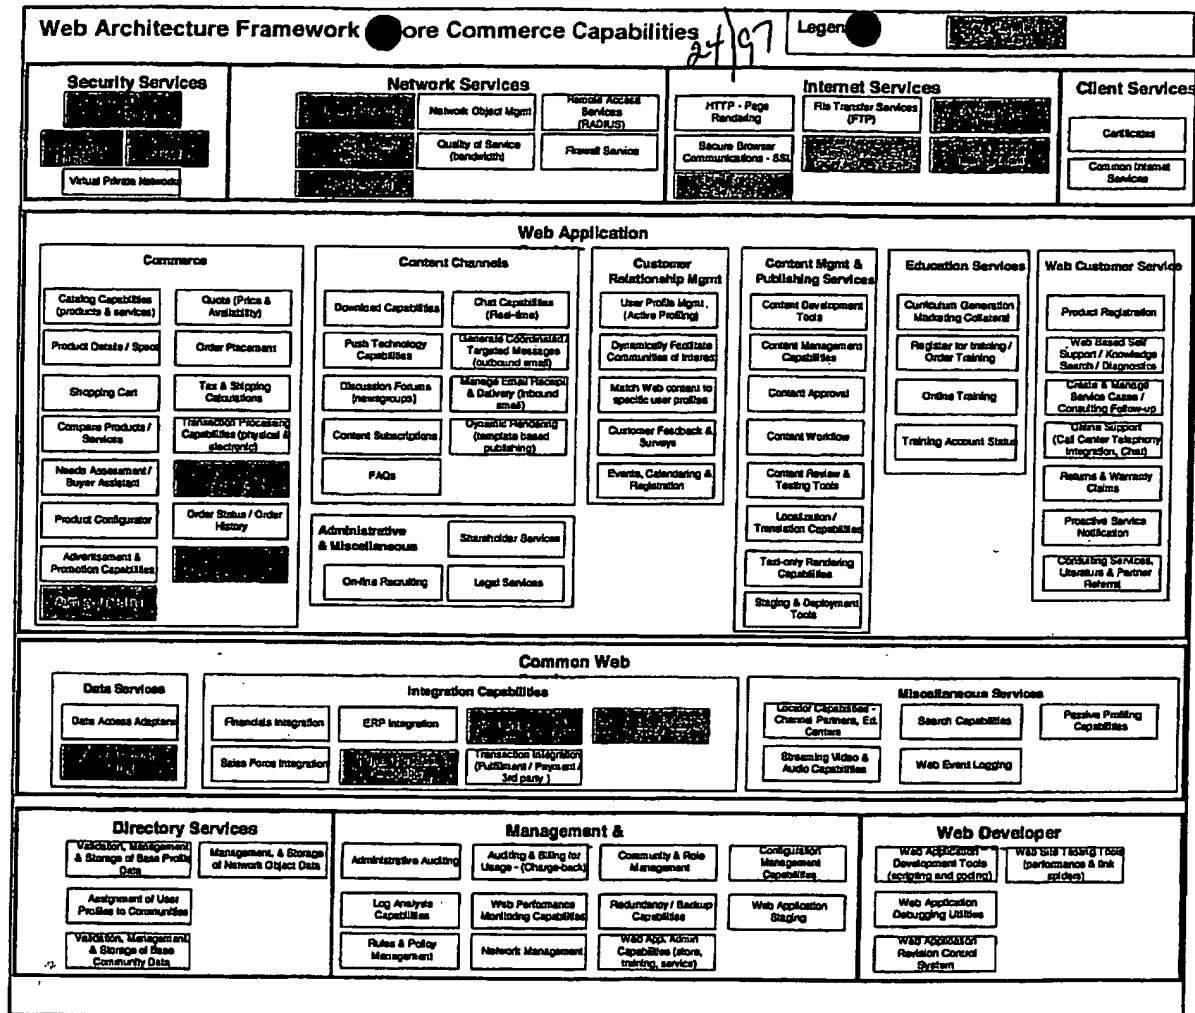 Web Architecture Framework ore Commerce Capabilities
24/97
Legen
Security Services
Virtual Private Networks
Network Services
Network Object Mgmt
Remote Access
Services
(RADIUS)
Quality of Service
(bandwidth)
Firewall Service
Internet Services
HTTP - Page
Rendering
File Transfer Services
(FTP)
Secure Browser
Communications - SSL
Client Services
Certificates
Common Internet
Services
Web Application
Commerce
Catalog Capabilities
(products & services)
Quote (Price &
Availability)
Product Details / Specs
Order Placement
Shopping Cart
Tax & Shipping
Calculations
Compare Products /
Services
Transaction Processing
Capabilities (physical &
electronic)
Needs Assessment /
Buyer Assistant
Product Configurator
Order Status / Order
History
Advertisement &
Promotion Capabilities
Content Channels
Download Capabilities
Chat Capabilities
(Real-time)
Push Technology
Capabilities
Generate Coordinated /
Targeted Messages
(outbound email)
Discussion Forums
(newsgroups)
Manage Email Receipt
& Delivery (inbound
email)
Content Subscriptions
Dynamic Rendering
(template based
publishing)
FAQs
Administrative
& Miscellaneous
Shareholder Services
On-line Recruiting
Legal Services
Customer
Relationship Mgmt
User Profile Mgmt.
(Active Profiling)
Dynamically Facilitate
Communities of Interest
Match Web content to
specific user profiles
Customer Feedback &
Surveys
Events, Calendering &
Registration
Content Mgmt &
Publishing Services
Content Development
Tools
Content Management
Capabilities
Content Approval
Content Workflow
Content Review &
Testing Tools
Localization /
Translation Capabilities
Text-only Rendering
Capabilities
Staging & Deployment
Tools
Education Services
Curriculum Generation
Marketing Collateral
Register for training /
Order Training
Online Training
Training Account Status
Web Customer Service
Product Registration
Web Based Self
Support / Knowledge
Search / Diagnostics
Create & Manage
Service Cases /
Consulting Follow-up
Online Support
(Call Center Telephony
Integration, Chat)
Returns & Warranty
Claims
Proactive Service
Notification
Consulting Services,
Literature & Partner
Referral
Common Web
Data Services
Data Access Adapters
Integration Capabilities
Financials Integration
ERP Integration
Sales Force Integration
Transaction Integration
(Fulfillment / Payment /
3rd party )
Miscellaneous Services
Locator Capabilities -
Channel Partners, Ed.
Centers
Search Capabilities
Passive Profiling
Capabilities
Streaming Video &
Audio Capabilities
Web Event Logging
Directory Services
Validation, Management
& Storage of Base Profile
Data
Management, & Storage
of Network Object Data
Assignment of User
Profiles to Communities
Validation, Management
& Storage of Base
Community Data
Management &
Administrative Auditing
Auditing & Billing for
Usage - (Charge-back)
Community & Role
Management
Configuration
Management
Capabilities
Log Analysis
Capabilities
Web Performance
Monitoring Capabilities
Redundancy / Backup
Capabilities
Web Application
Staging
Rules & Policy
Management
Network Management
Web App. Admin
Capabilities (store,
training, service)
Web Developer
Web Application
Development Tools
(scripting and coding)
Web Site Testing Tools
(performance & link
spiders)
Web Application
Debugging Utilities
Web Application
Revision Control
System